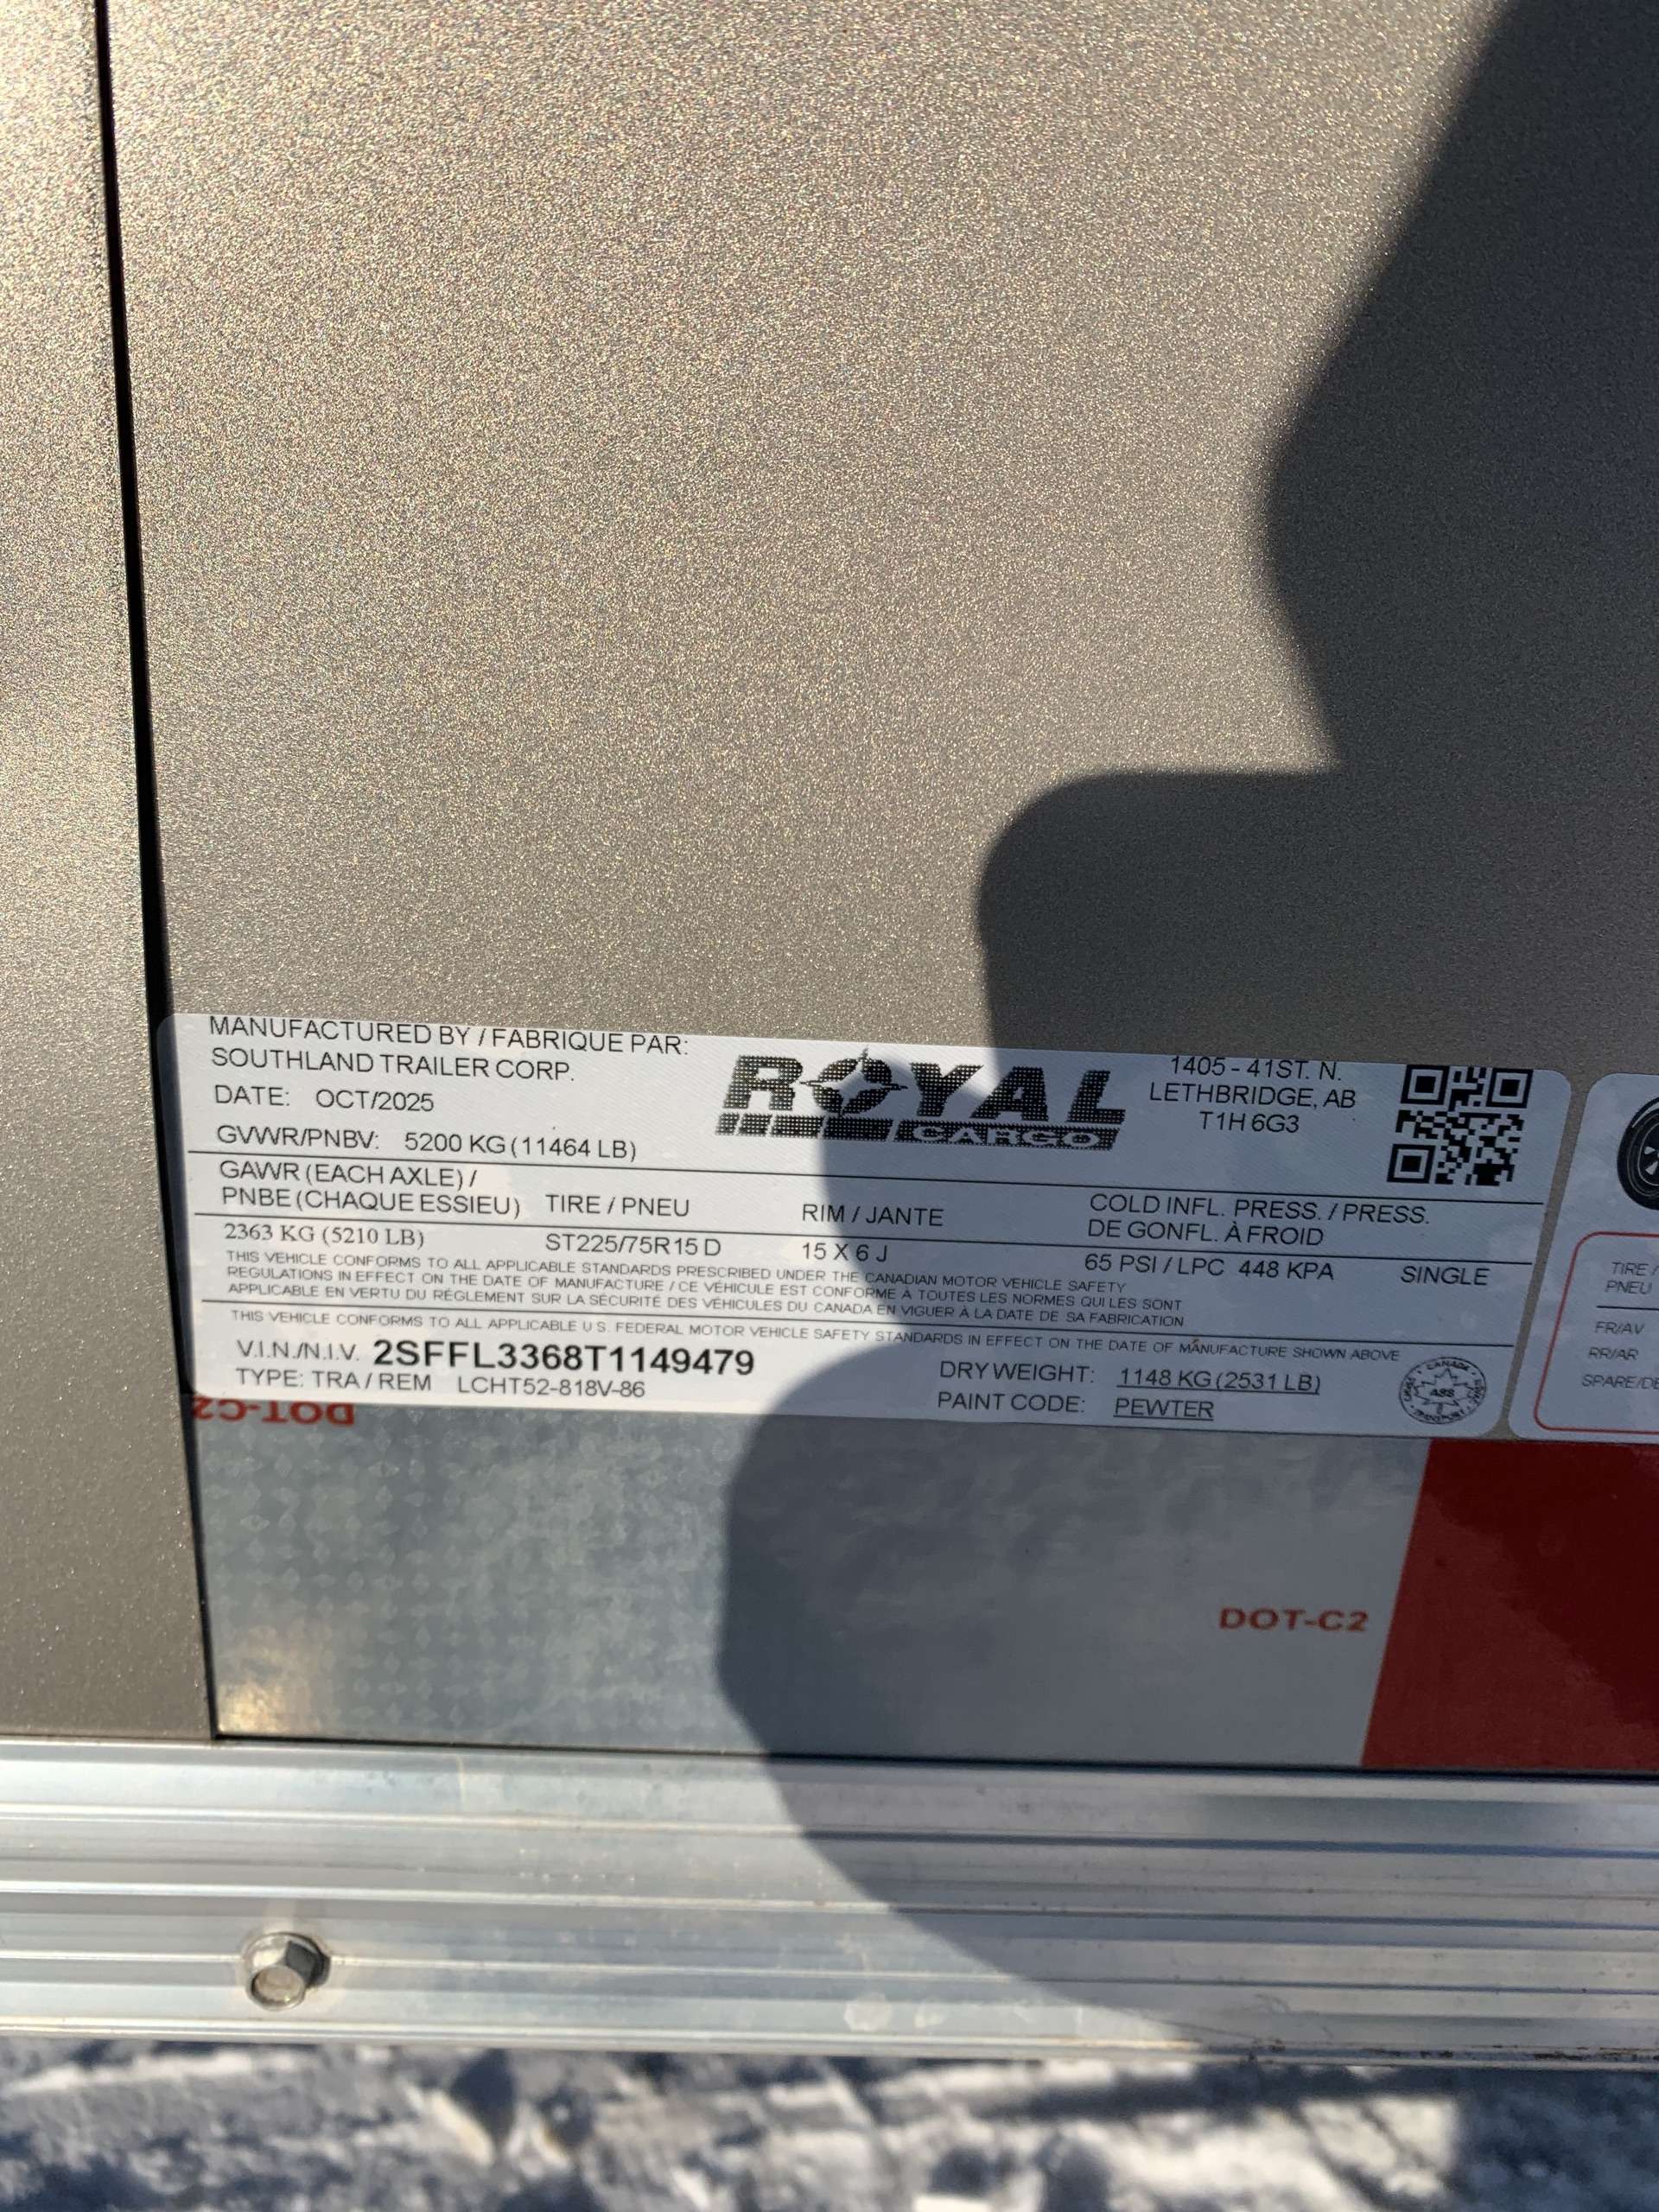 MANUFACTURED BY / FABRIQUE PAR:
SOUTHLAND TRAILER CORP.
DATE: OCT/2025
GVWR/PNBV: 5200 KG (11464 LB)
ROYAL
CARGO
1405 - 41ST. N.
LETHBRIDGE, AB
T1H 6G3
GAWR (EACH AXLE) /
PNBE (CHAQUE ESSIEU) TIRE / PNEU RIM / JANTE COLD INFL. PRESS. / PRESS.
DE GONFL. À FROID
2363 KG (5210 LB) ST225/75R15 D 15 X 6 J 65 PSI / LPC 448 KPA SINGLE
THIS VEHICLE CONFORMS TO ALL APPLICABLE STANDARDS PRESCRIBED UNDER THE CANADIAN MOTOR VEHICLE SAFETY
REGULATIONS IN EFFECT ON THE DATE OF MANUFACTURE / CE VÉHICULE EST CONFORME À TOUTES LES NORMES QUI LES SONT
APPLICABLE EN VERTU DU RÉGLEMENT SUR LA SÉCURITÉ DES VÉHICULES DU CANADA EN VIGUER À LA DATE DE SA FABRICATION
THIS VEHICLE CONFORMS TO ALL APPLICABLE U S. FEDERAL MOTOR VEHICLE SAFETY STANDARDS IN EFFECT ON THE DATE OF MANUFACTURE SHOWN ABOVE
V.I.N./N.I.V. 2SFFL3368T1149479
TYPE: TRA / REM LCHT52-818V-86
DRY WEIGHT: 1148 KG (2531 LB)
PAINT CODE: PEWTER
CANADA
TIRE /
PNEU
FR/AV
RR/AR
SPARE/DE
DOT-C2
DOT-C2